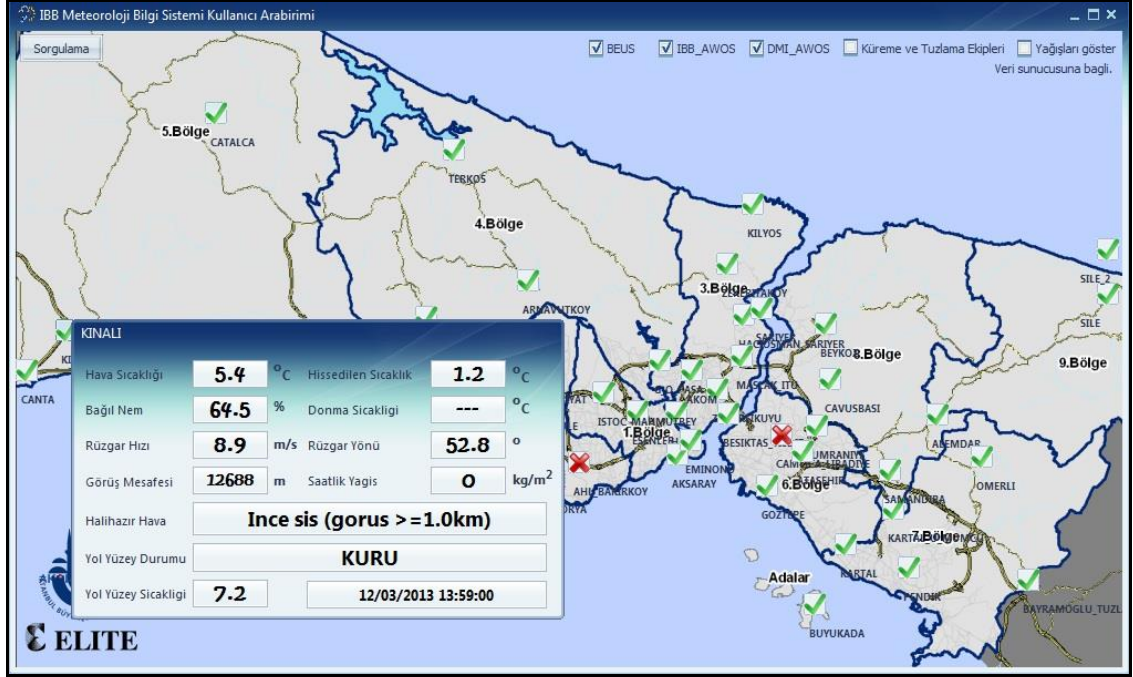 IBB Meteoroloji Bilgi Sistemi Kullanıcı Arabirimi
Sorgulama
BEUS IBB_AWOS DMI_AWOS Küreme ve Tuzlama Ekipleri Yağışları göster
Veri sunucusuna bagli.
5.Bölge
CATALCA
TERKOS
4.Bölge
KILYOS
3.Bölge
SILE_2
ARNAVUTKOY
SILE
SARIYER
BEYKOZ
8.Bölge
9.Bölge
CANTA
MASLAK_ITU
AKOM
CAVUSBASI
1.Bölge
BESIKTAS
ALEMDAR
UMRANIYE
EMINONU
AKSARAY
6.Bölge
OMERLI
SAMANDIRA
GOZTEPE
7.Bölge
KARTAL
PENDIK
Adalar
BUYUKADA
BAYRAMOGLU_TUZL
KINALI
Hava Sıcaklığı 5.4 °C Hissedilen Sıcaklık 1.2 °C
Bağıl Nem 64.5 % Donma Sicakligi --- °C
Rüzgar Hızı 8.9 m/s Rüzgar Yönü 52.8 °
Görüş Mesafesi 12688 m Saatlik Yagis 0 kg/m²
Halihazır Hava Ince sis (gorus >=1.0km)
Yol Yüzey Durumu KURU
Yol Yüzey Sicakligi 7.2 12/03/2013 13:59:00
ELITE